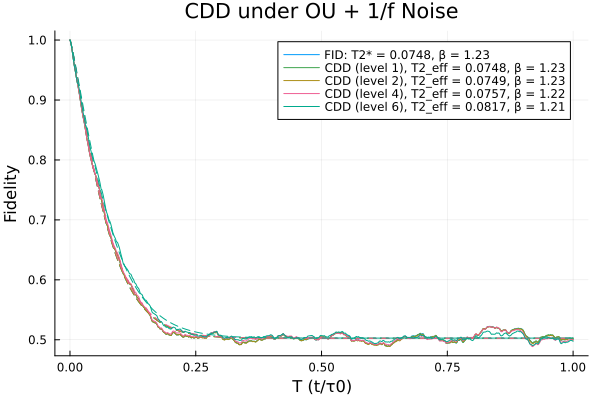 CDD under OU + 1/f Noise
FID: T2* = 0.0748, β = 1.23
CDD (level 1), T2_eff = 0.0748, β = 1.23
CDD (level 2), T2_eff = 0.0749, β = 1.23
CDD (level 4), T2_eff = 0.0757, β = 1.22
CDD (level 6), T2_eff = 0.0817, β = 1.21
Fidelity
1.0
0.9
0.8
0.7
0.6
0.5
0.00 0.25 0.50 0.75 1.00
T (t/τ0)